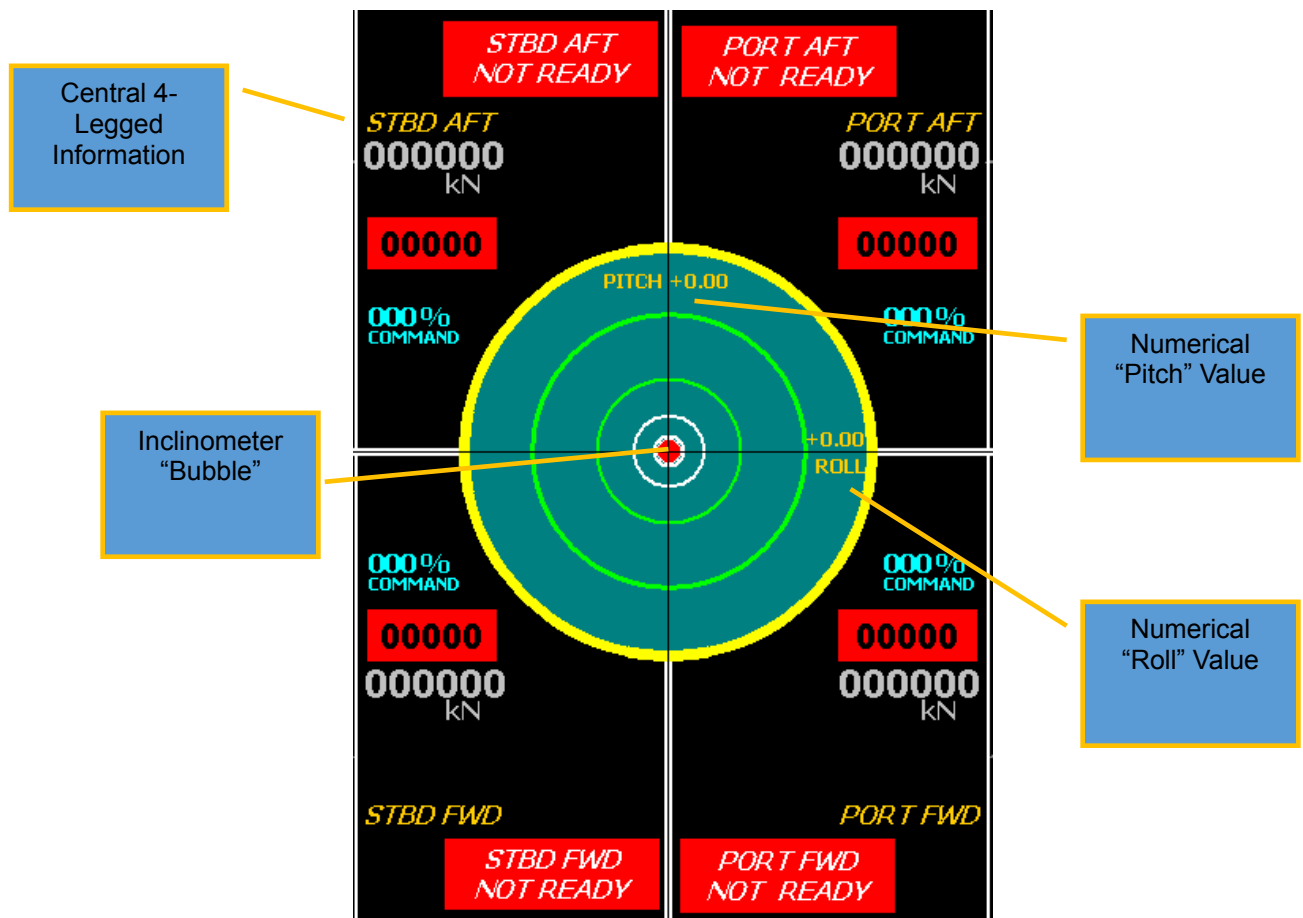 STBD AFT
NOT READY
PORT AFT
NOT READY
Central 4-
Legged
Information
STBD AFT
000000
kN
PORT AFT
000000
kN
00000
00000
PITCH +0.00
000%
COMMAND
000%
COMMAND
Numerical
“Pitch” Value
Inclinometer
“Bubble”
+0.00
ROLL
000%
COMMAND
000%
COMMAND
00000
00000
Numerical
“Roll” Value
000000
kN
000000
kN
STBD FWD
PORT FWD
STBD FWD
NOT READY
PORT FWD
NOT READY